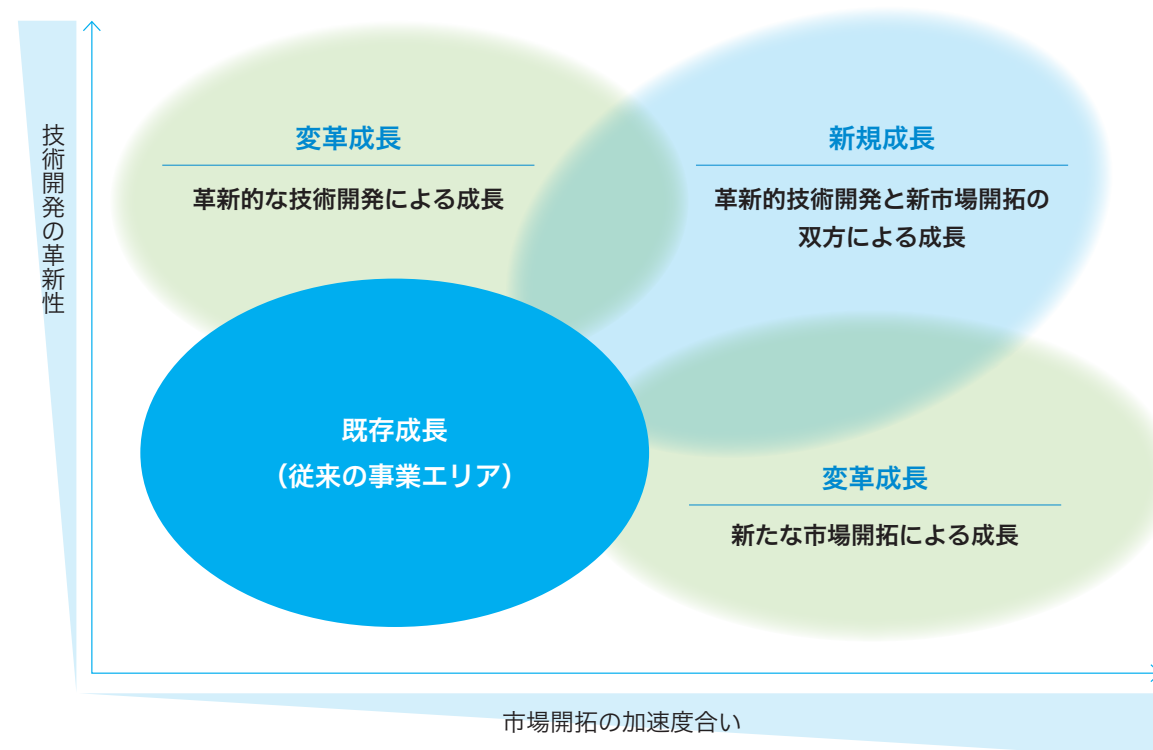 技術開発の革新性
変革成長
革新的な技術開発による成長
新規成長
革新的技術開発と新市場開拓の
双方による成長
既存成長
（従来の事業エリア）
変革成長
新たな市場開拓による成長
市場開拓の加速度合い